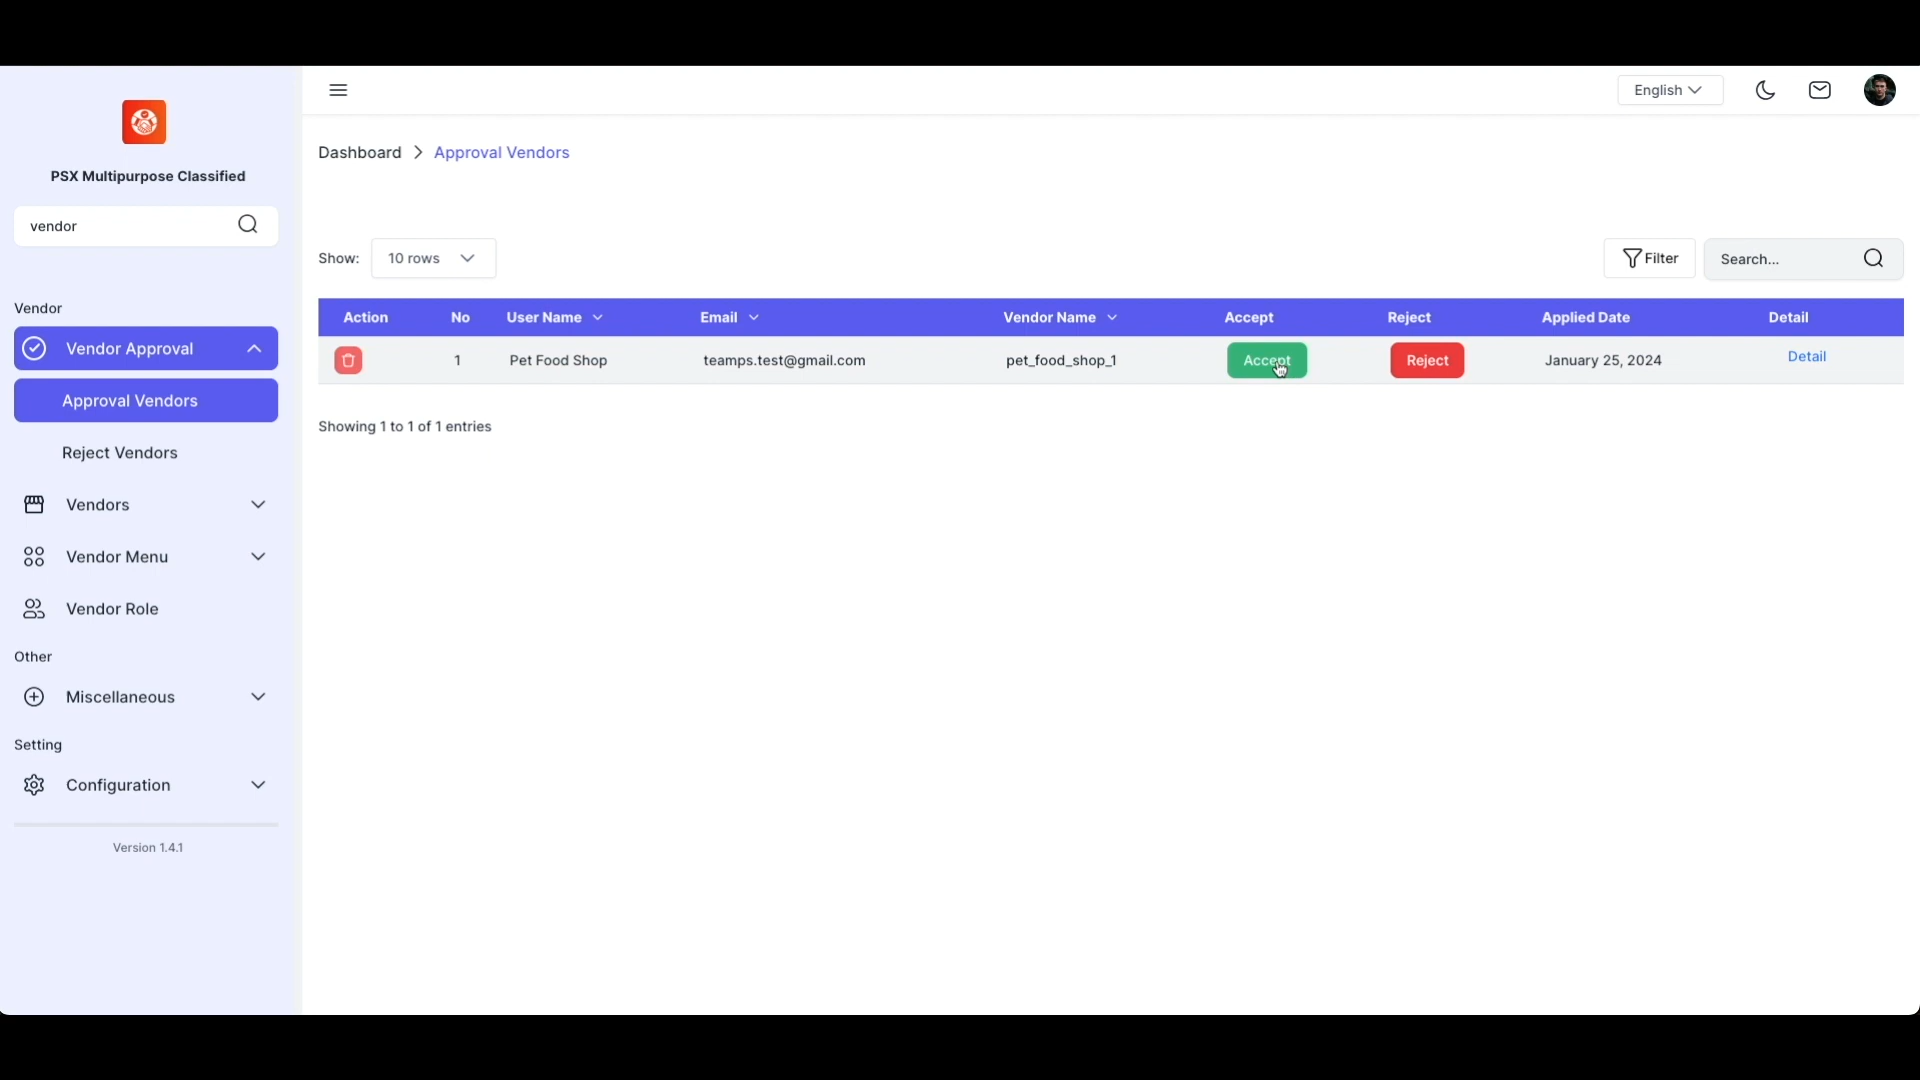 English
PSX Multipurpose Classified
vendor
Vendor
Vendor Approval
Approval Vendors
Reject Vendors
Vendors
Vendor Menu
Vendor Role
Other
Miscellaneous
Setting
Configuration
Version 1.4.1
Dashboard > Approval Vendors
Show: 10 rows Filter Search...
Action No User Name Email Vendor Name Accept Reject Applied Date Detail
1 Pet Food Shop teamps.test@gmail.com pet_food_shop_1 Accept Reject January 25, 2024 Detail
Showing 1 to 1 of 1 entries